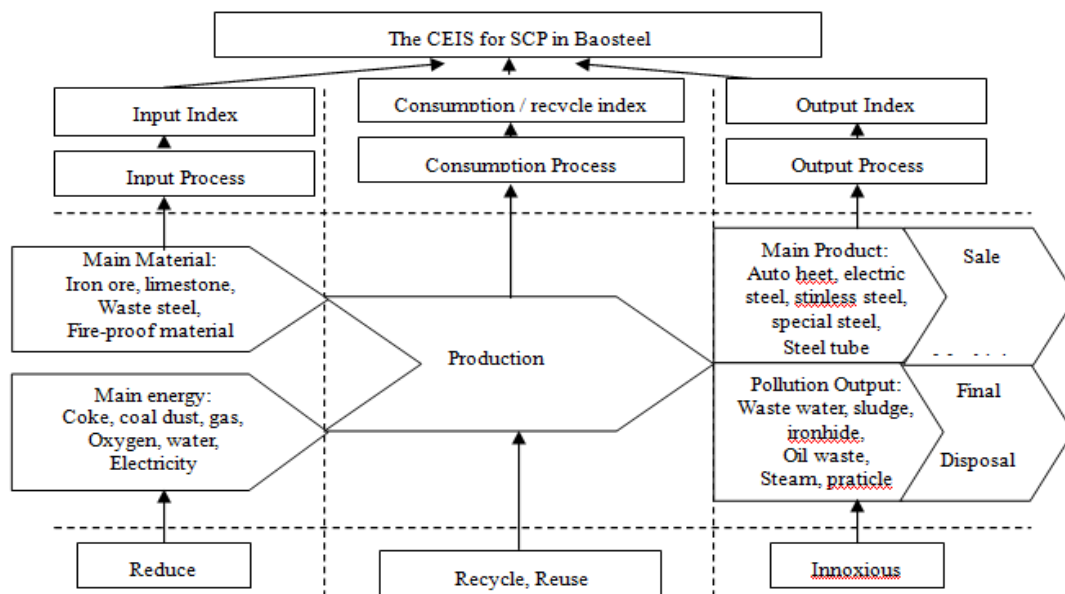 The CEIS for SCP in Baosteel
Input Index
Consumption / recycle index
Output Index
Input Process
Consumption Process
Output Process
Main Material:
Iron ore, limestone,
Waste steel,
Fire-proof material
Production
Main Product:
Auto heet, electric
steel, stinless steel,
special steel,
Steel tube
Sale
Main energy:
Coke, coal dust, gas,
Oxygen, water,
Electricity
Pollution Output:
Waste water, sludge,
ironhide,
Oil waste,
Steam, praticle
Final
Disposal
Reduce
Recycle, Reuse
Innoxious